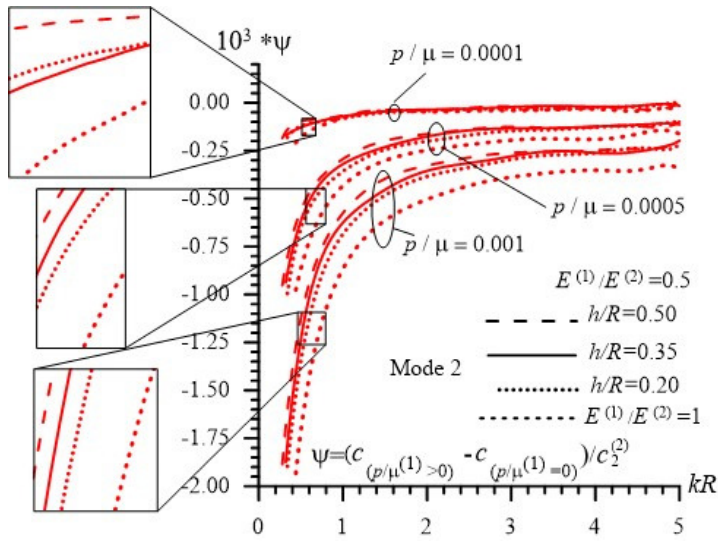 10³ *ψ
p / μ = 0.0001
0.00
-0.25
-0.50
-0.75
-1.00
-1.25
-1.50
-1.75
-2.00
p / μ = 0.0005
p / μ = 0.001
E⁽¹⁾/E⁽²⁾=0.5
h/R=0.50
Mode 2
h/R=0.35
h/R=0.20
E⁽¹⁾/E⁽²⁾=1
ψ=(c₍p/μ⁽¹⁾>0₎ -c₍p/μ⁽¹⁾=0₎)/c₂⁽²⁾
0 1 2 3 4 5
kR